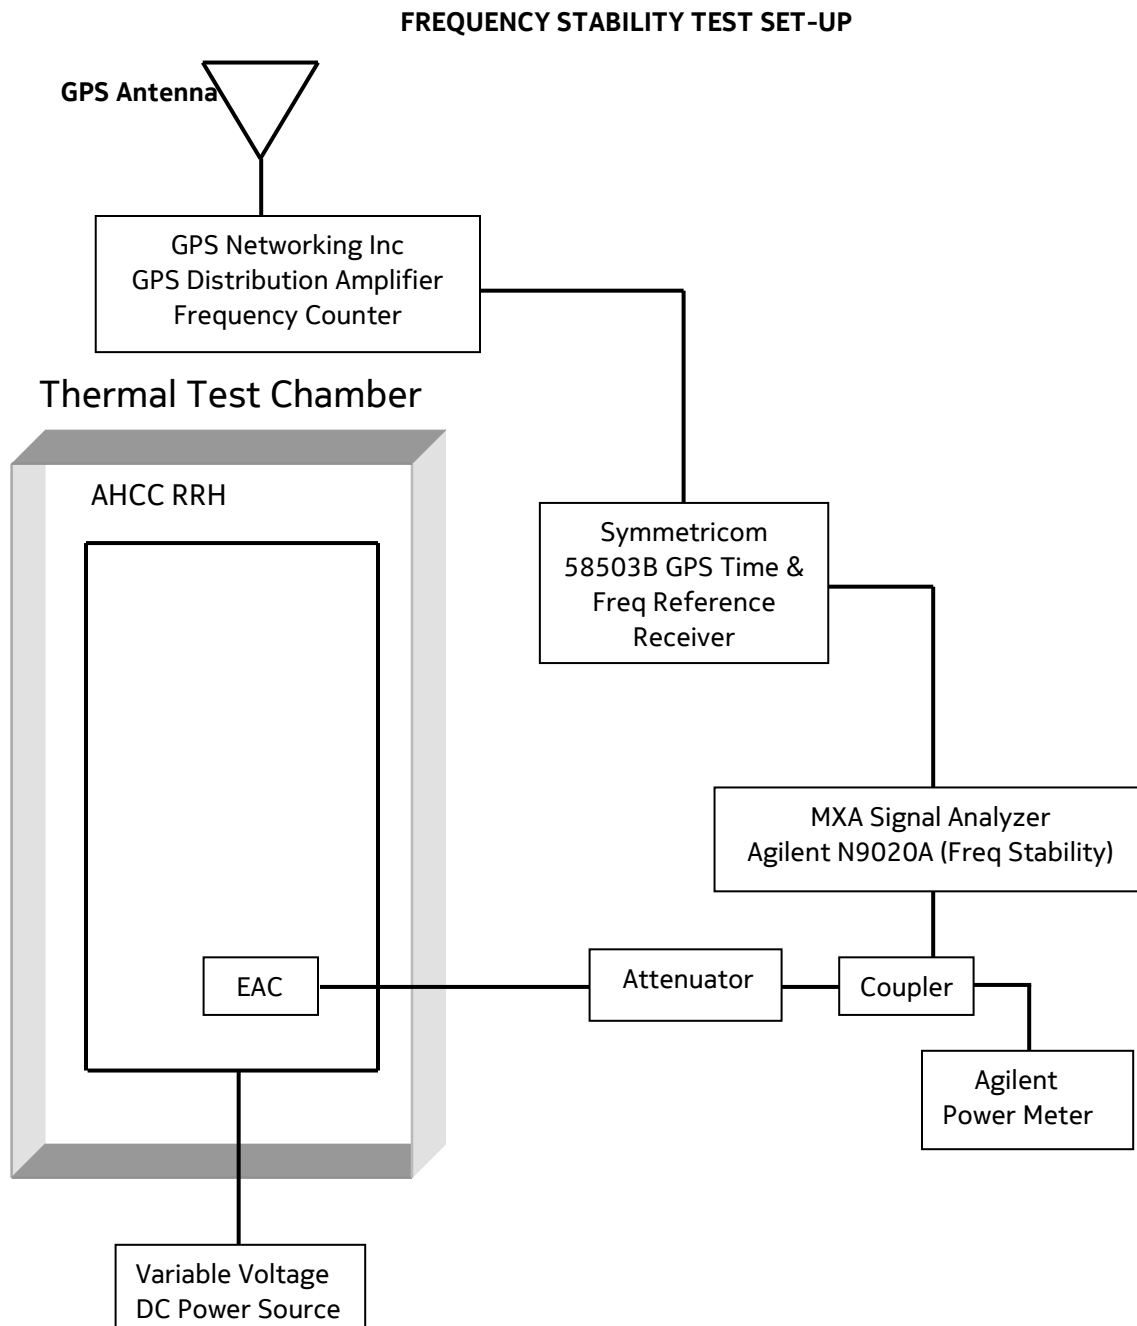 FREQUENCY STABILITY TEST SET-UP
GPS Antenna
GPS Networking Inc
GPS Distribution Amplifier
Frequency Counter
Thermal Test Chamber
AHCC RRH
Symmetricom
58503B GPS Time &
Freq Reference
Receiver
MXA Signal Analyzer
Agilent N9020A (Freq Stability)
EAC
Attenuator
Coupler
Agilent
Power Meter
Variable Voltage
DC Power Source